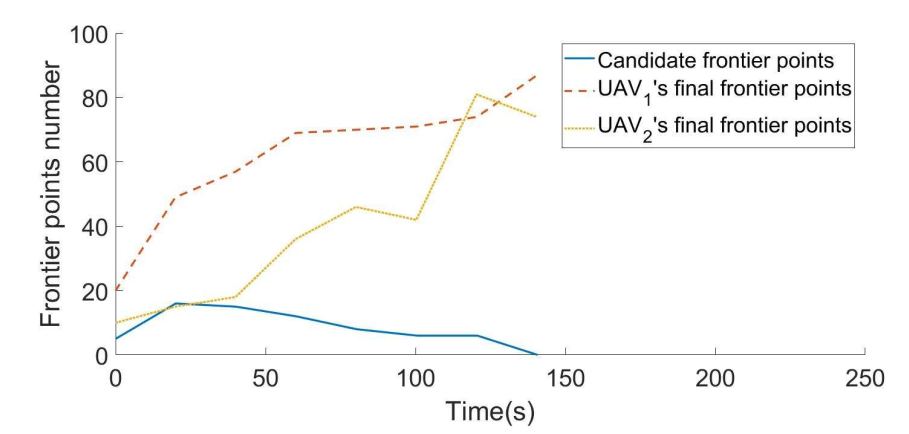 100
80
60
40
20
0
Frontier points number
Candidate frontier points
UAV₁'s final frontier points
UAV₂'s final frontier points
0 50 100 150 200 250
Time(s)